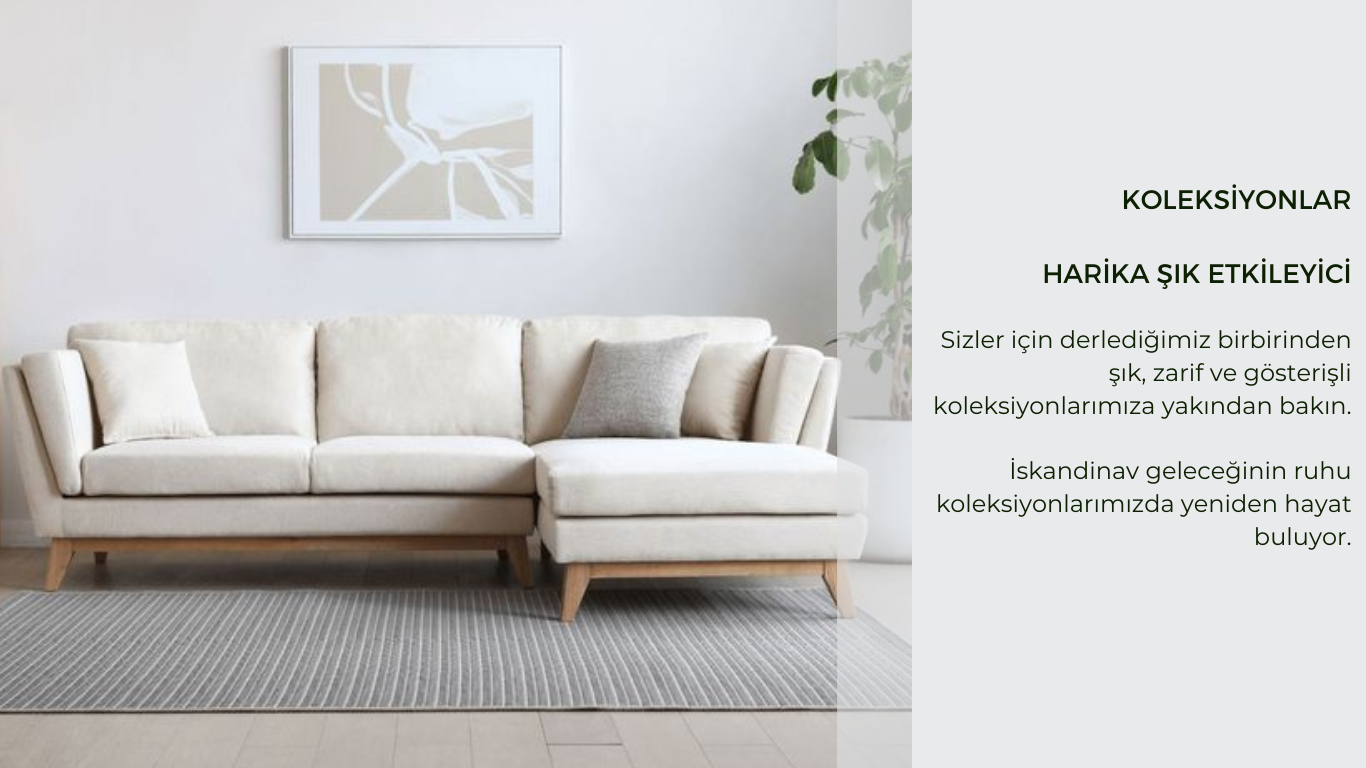 KOLEKSİYONLAR
HARİKA ŞIK ETKİLEYİCİ
Sizler için derlediğimiz birbirinden
şık, zarif ve gösterişli
koleksiyonlarımıza yakından bakın.
İskandinav geleceğinin ruhu
koleksiyonlarımızda yeniden hayat
buluyor.